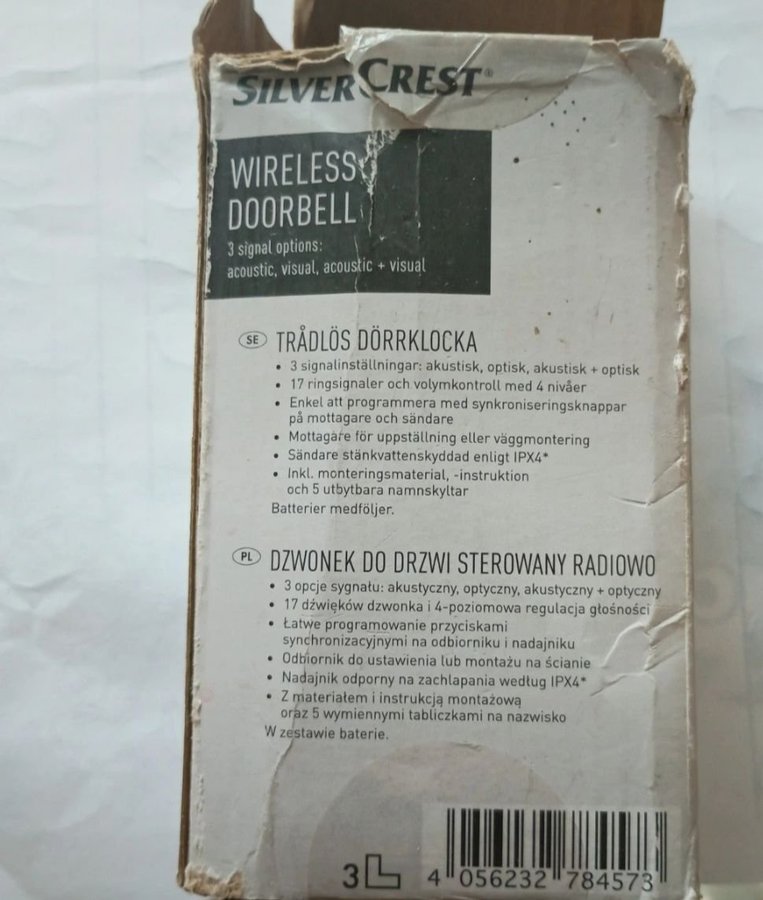 SILVERCREST®
WIRELESS
DOORBELL
3 signal options:
acoustic, visual, acoustic + visual
SE TRÅDLÖS DÖRRKLOCKA
• 3 signalinställningar: akustisk, optisk, akustisk + optisk
• 17 ringsignaler och volymkontroll med 4 nivåer
• Enkel att programmera med synkroniseringsknappar
på mottagare och sändare
• Mottagare för uppställning eller väggmontering
• Sändare stänkvattenskyddad enligt IPX4*
• Inkl. monteringsmaterial, -instruktion
och 5 utbytbara namnskyltar
Batterier medföljer.
PL DZWONEK DO DRZWI STEROWANY RADIOWO
• 3 opcje sygnału: akustyczny, optyczny, akustyczny + optyczny
• 17 dźwięków dzwonka i 4-poziomowa regulacja głośności
• Łatwe programowanie przyciskami
synchronizacyjnymi na odbiorniku i nadajniku
• Odbiornik do ustawienia lub montażu na ścianie
• Nadajnik odporny na zachlapania według IPX4*
• Z materiałem i instrukcją montażową
oraz 5 wymiennymi tabliczkami na nazwisko
W zestawie baterie.
3L
4 056232 784573